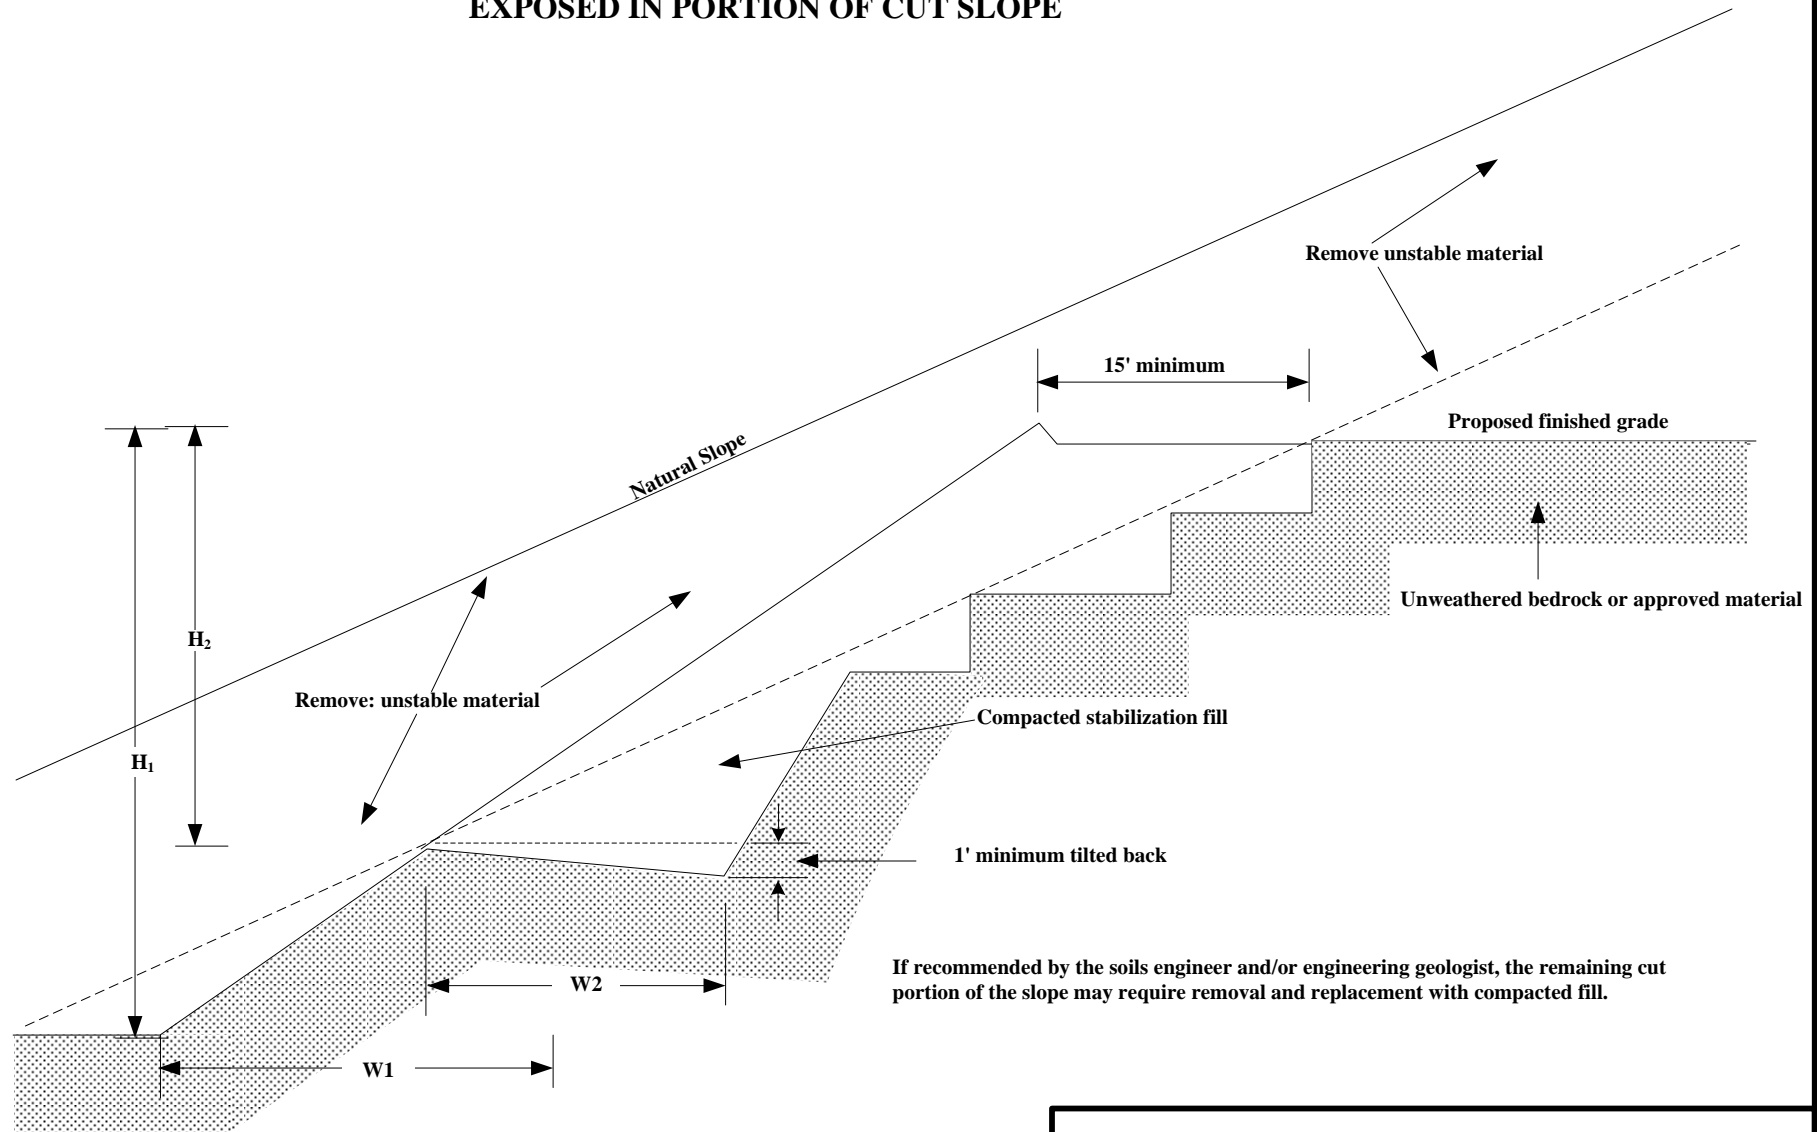 EXPOSED IN PORTION OF CUT SLOPE
Remove unstable material
15' minimum
Proposed finished grade
Natural Slope
Unweathered bedrock or approved material
H₂
Remove: unstable material
Compacted stabilization fill
H₁
1' minimum tilted back
If recommended by the soils engineer and/or engineering geologist, the remaining cut
portion of the slope may require removal and replacement with compacted fill.
W2
W1